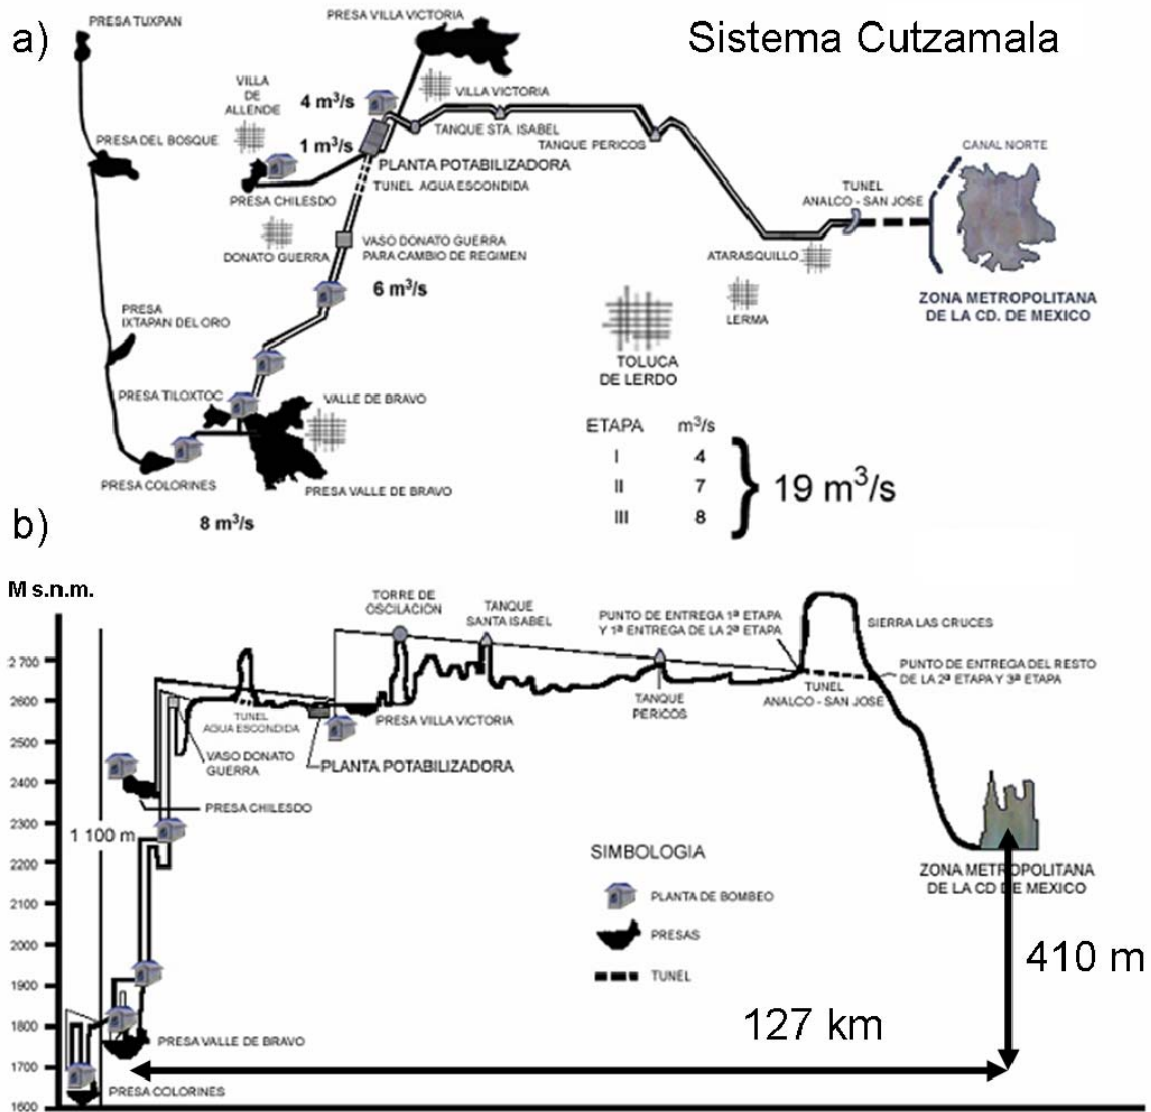 a)
PRESA TUXPAN
PRESA VILLA VICTORIA
Sistema Cutzamala
VILLA
DE
ALLENDE
4 m³/s
VILLA VICTORIA
TANQUE STA. ISABEL
TANQUE PERICOS
PRESA DEL BOSQUE
1 m³/s
PLANTA POTABILIZADORA
CANAL NORTE
TUNEL AGUA ESCONDIDA
PRESA CHILESDO
TUNEL
ANALCO - SAN JOSE
DONATO GUERRA
VASO DONATO GUERRA
PARA CAMBIO DE REGIMEN
ATARASQUILLO
6 m³/s
LERMA
ZONA METROPOLITANA
DE LA CD. DE MEXICO
PRESA
IXTAPAN DEL ORO
TOLUCA
DE LERDO
PRESA TILOXTOC
VALLE DE BRAVO
PRESA COLORINES
PRESA VALLE DE BRAVO
8 m³/s
ETAPA m³/s
I 4
II 7
III 8
19 m³/s
b)
M s.n.m.
TORRE DE
OSCILACION
TANQUE
SANTA ISABEL
PUNTO DE ENTREGA 1ª ETAPA
Y 1ª ENTREGA DE LA 2ª ETAPA
SIERRA LAS CRUCES
PUNTO DE ENTREGA DEL RESTO
DE LA 2ª ETAPA Y 3ª ETAPA
2 700
2600
2500
2400
2300
2200
2100
2000
1900
1800
1700
1600
TUNEL
AGUA ESCONDIDA
PRESA VILLA VICTORIA
TANQUE
PERICOS
TUNEL
ANALCO - SAN JOSE
VASO DONATO
GUERRA
PLANTA POTABILIZADORA
PRESA CHILESDO
1 100 m
SIMBOLOGIA
PLANTA DE BOMBEO
PRESAS
TUNEL
ZONA METROPOLITANA
DE LA CD DE MEXICO
410 m
127 km
PRESA VALLE DE BRAVO
PRESA COLORINES